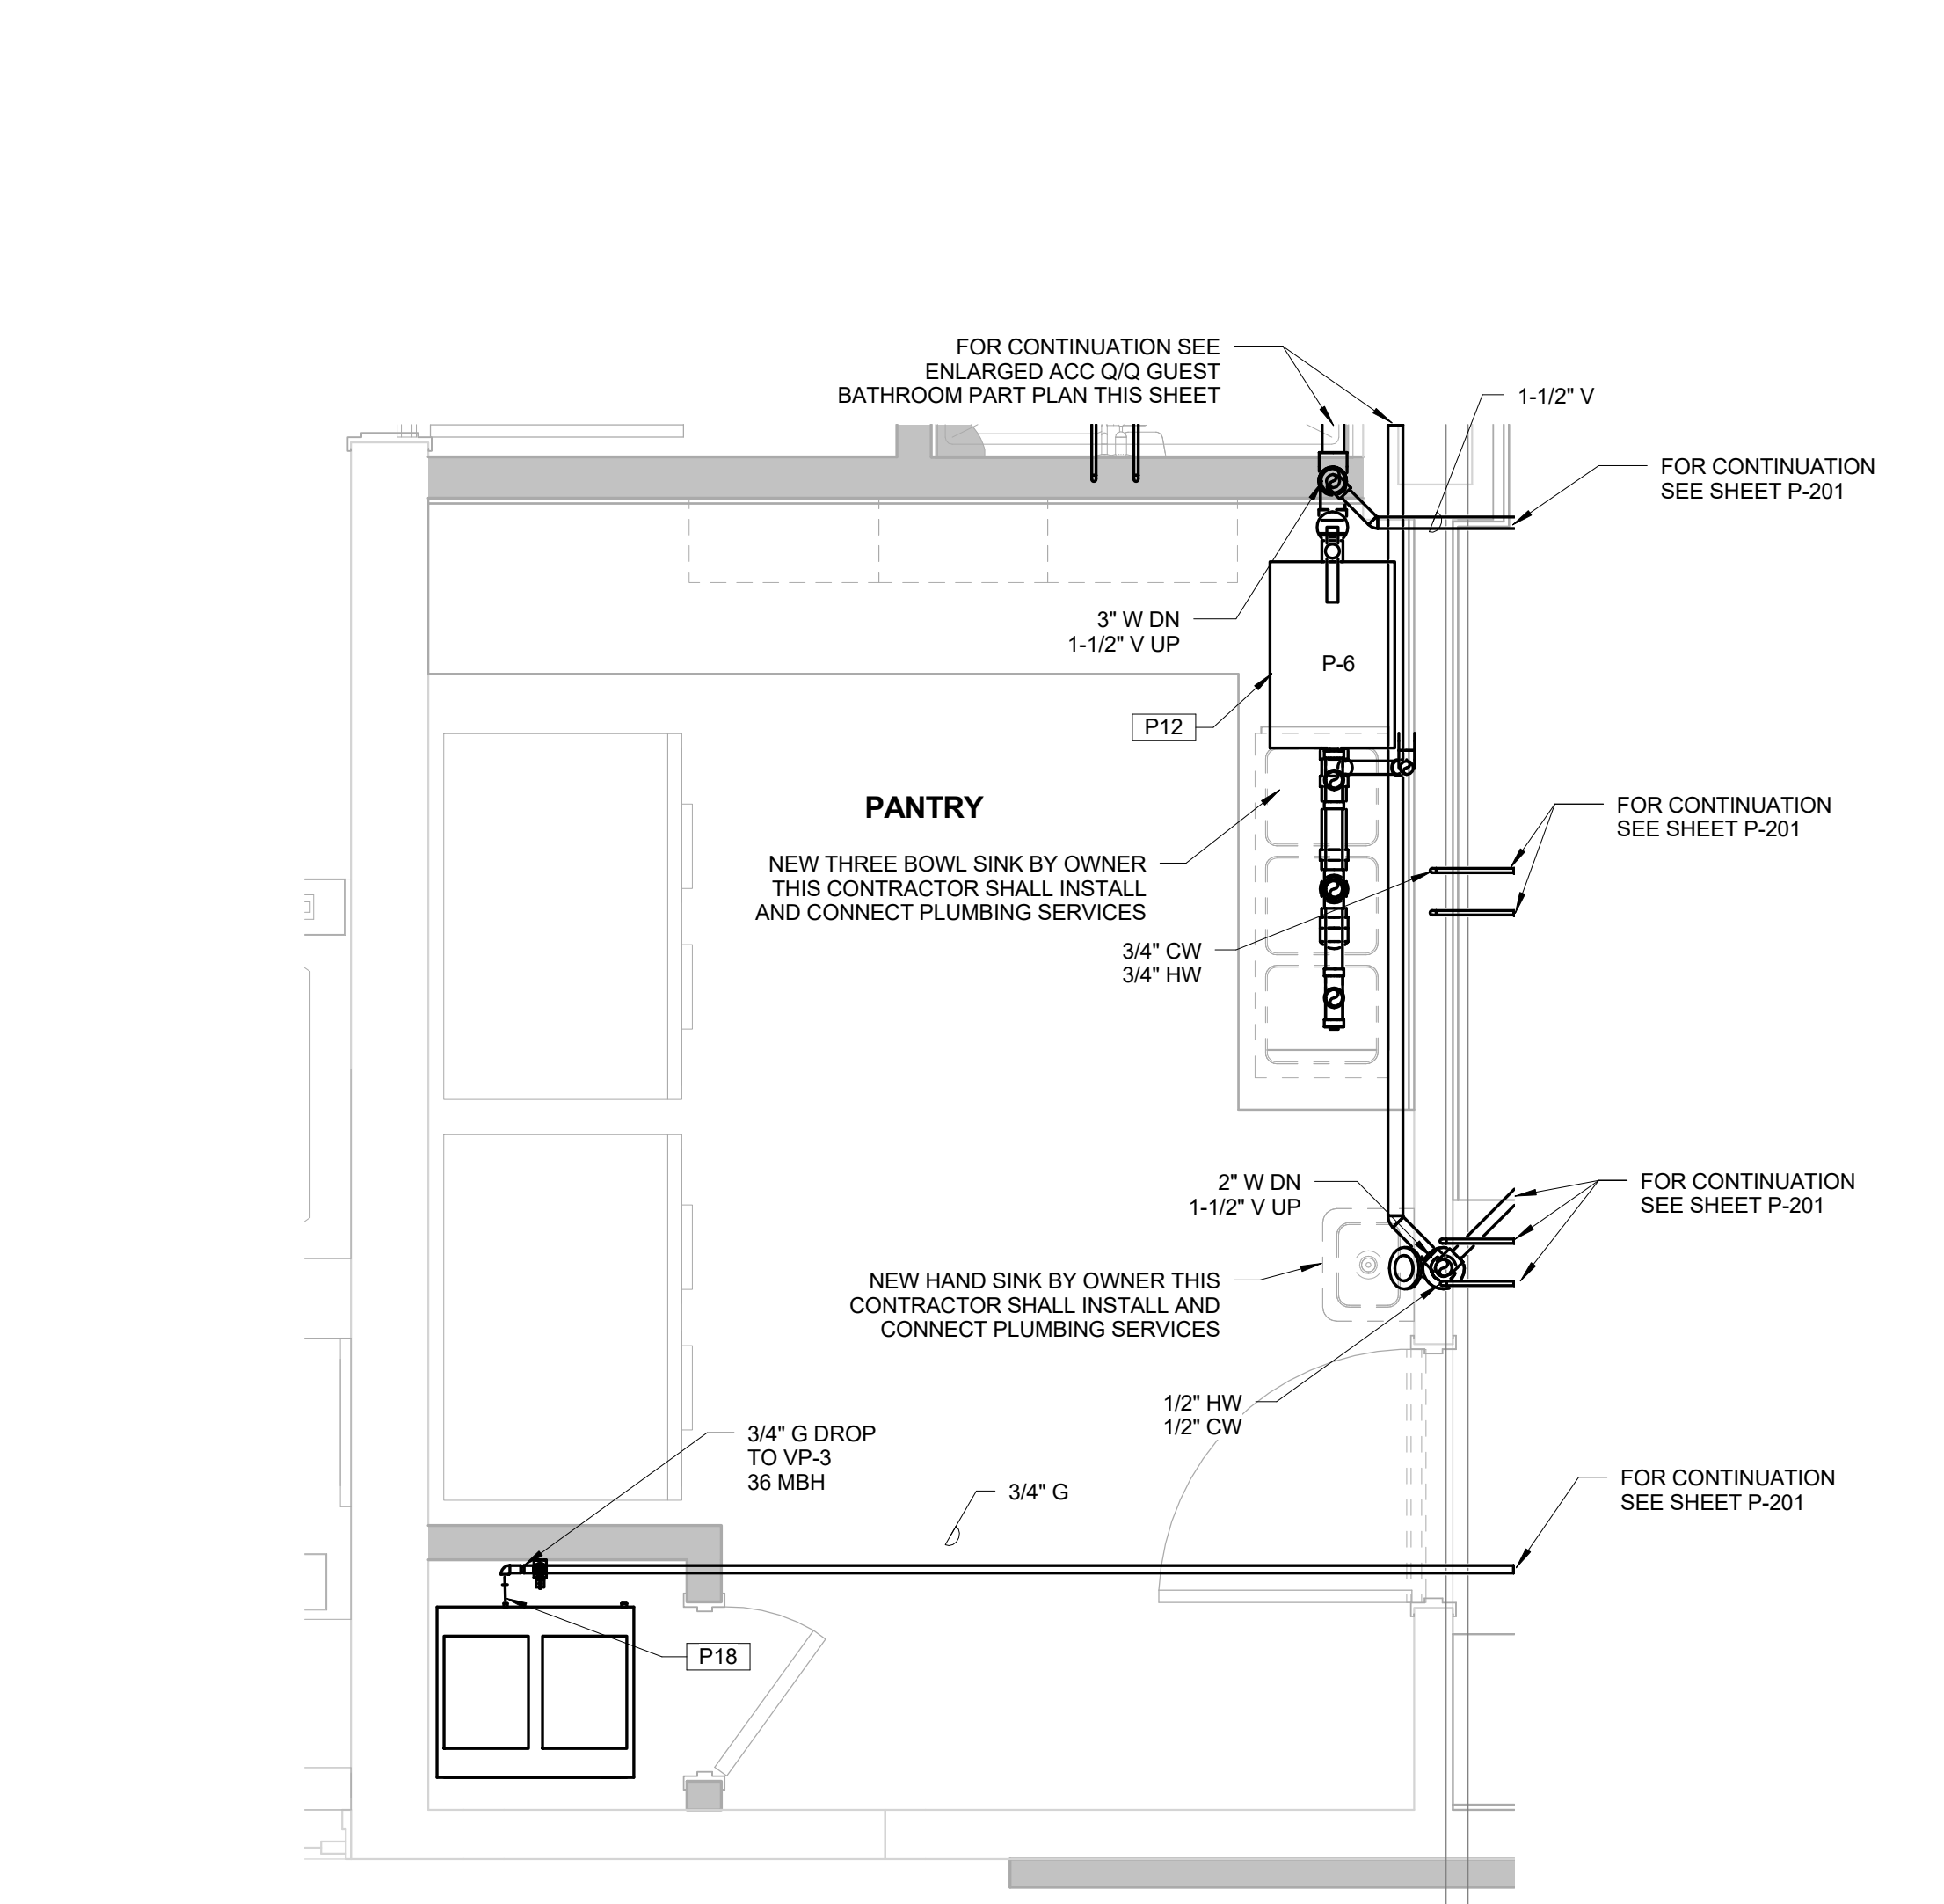 FOR CONTINUATION SEE
ENLARGED ACC Q/Q GUEST
BATHROOM PART PLAN THIS SHEET
1-1/2" V
FOR CONTINUATION
SEE SHEET P-201
3" W DN
1-1/2" V UP
P-6
P12
PANTRY
FOR CONTINUATION
SEE SHEET P-201
NEW THREE BOWL SINK BY OWNER
THIS CONTRACTOR SHALL INSTALL
AND CONNECT PLUMBING SERVICES
3/4" CW
3/4" HW
2" W DN
1-1/2" V UP
FOR CONTINUATION
SEE SHEET P-201
NEW HAND SINK BY OWNER THIS
CONTRACTOR SHALL INSTALL AND
CONNECT PLUMBING SERVICES
1/2" HW
1/2" CW
3/4" G DROP
TO VP-3
36 MBH
3/4" G
FOR CONTINUATION
SEE SHEET P-201
P18